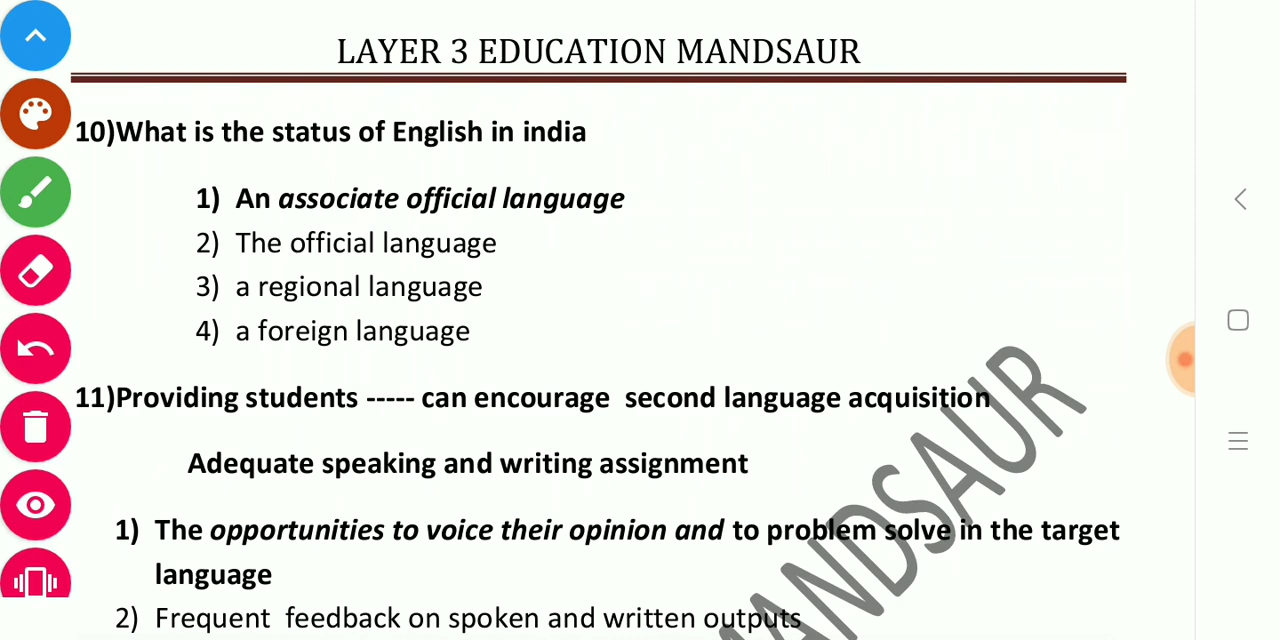 LAYER 3 EDUCATION MANDSAUR
10)What is the status of English in india
1) An associate official language
2) The official language
3) a regional language
4) a foreign language
11)Providing students ----- can encourage second language acquisition
Adequate speaking and writing assignment
1) The opportunities to voice their opinion and to problem solve in the target
language
2) Frequent feedback on spoken and written outputs
MANDSAUR